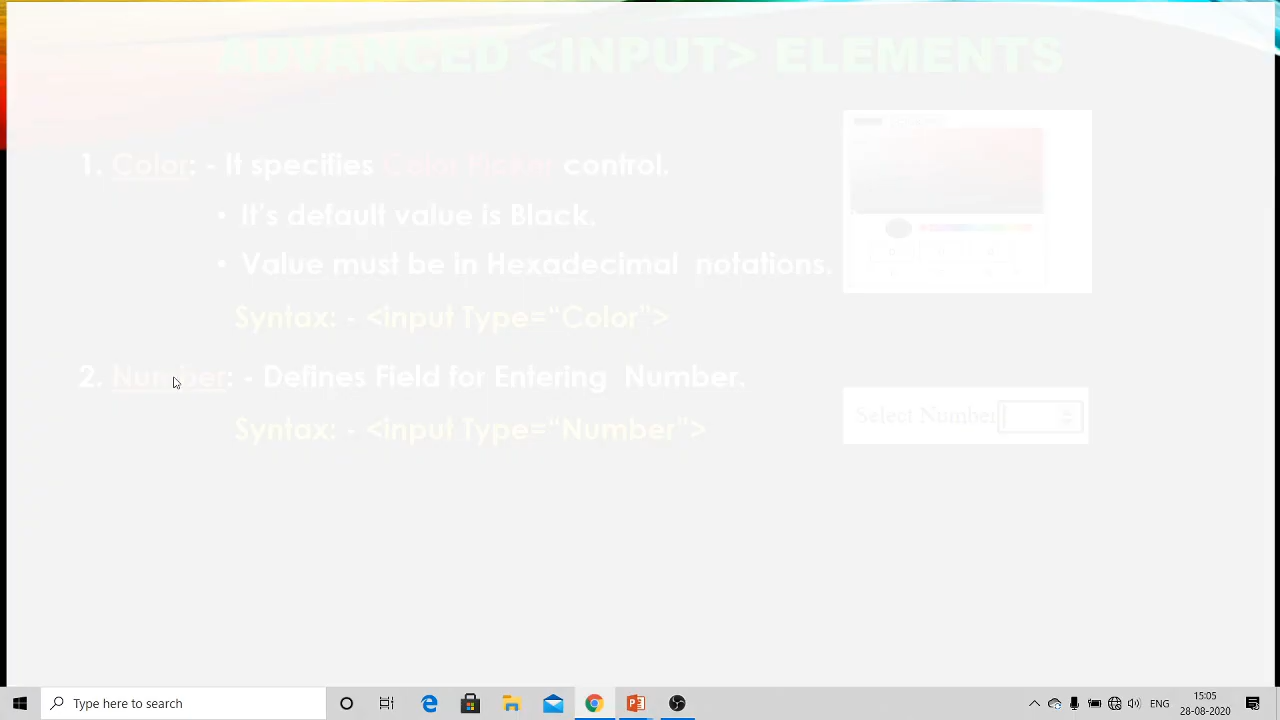 ADVANCED <INPUT> ELEMENTS
1. Color: - It specifies Color Picker control.
• It's default value is Black.
• Value must be in Hexadecimal notations.
Syntax: - <input Type=“Color”>
2. Number: - Defines Field for Entering Number.
Syntax: - <input Type=“Number”>
Select Number
Type here to search
ENG
15:05
28-08-2020